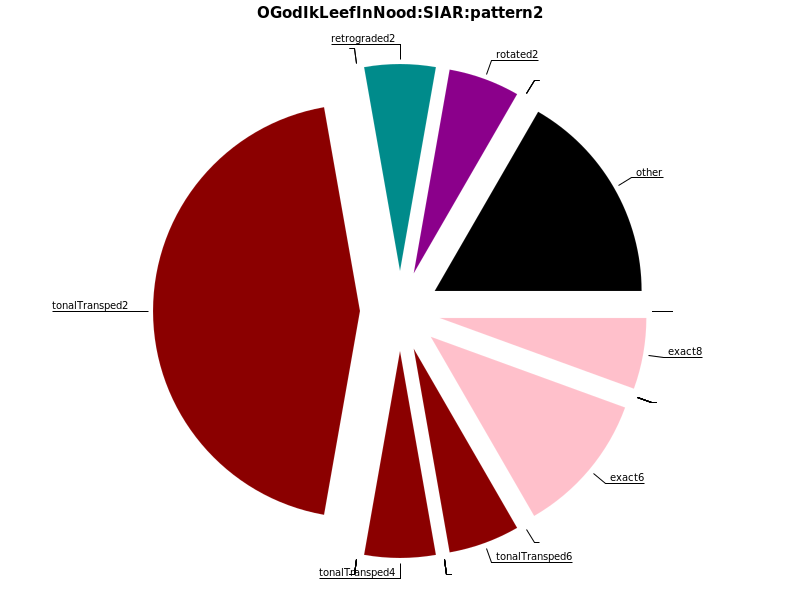 OGodIkLeefInNood:SIAR:pattern2
retrograded2
rotated2
other
tonalTransped2
exact8
exact6
tonalTransped6
tonalTransped4